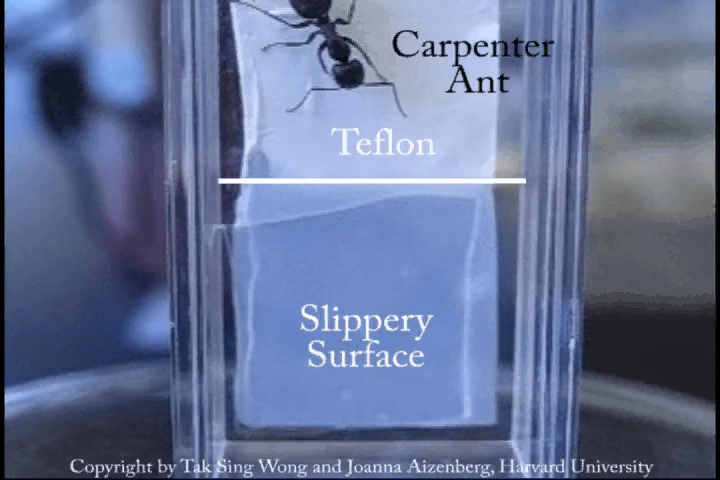 Carpenter
Ant
Teflon
Slippery
Surface
Copyright by Tak Sing Wong and Joanna Aizenberg, Harvard University